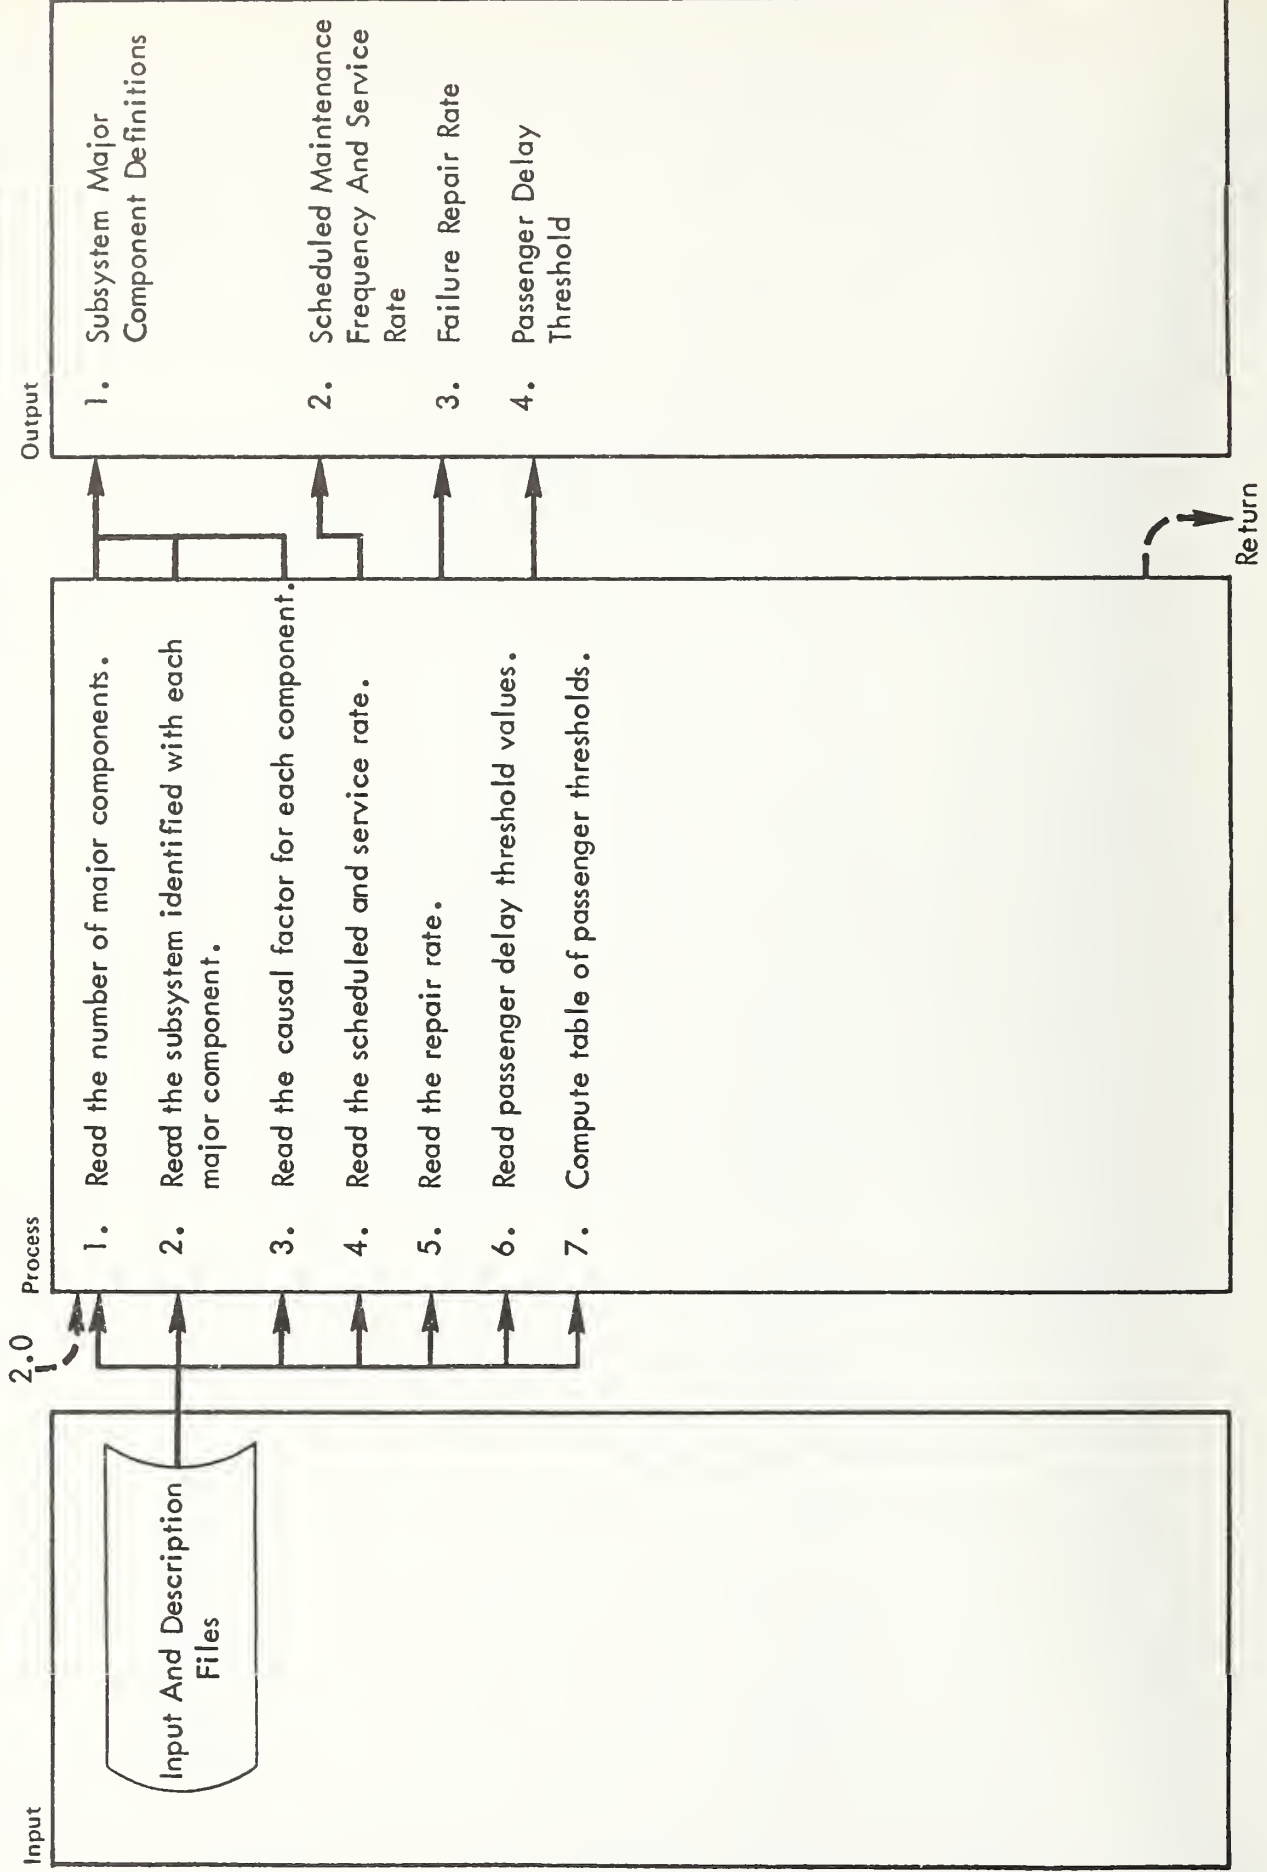 Input
Input And Description
Files
2.0
Process
1. Read the number of major components.
2. Read the subsystem identified with each
major component.
3. Read the causal factor for each component.
4. Read the scheduled and service rate.
5. Read the repair rate.
6. Read passenger delay threshold values.
7. Compute table of passenger thresholds.
Return
Output
1. Subsystem Major
Component Definitions
2. Scheduled Maintenance
Frequency And Service
Rate
3. Failure Repair Rate
4. Passenger Delay
Threshold